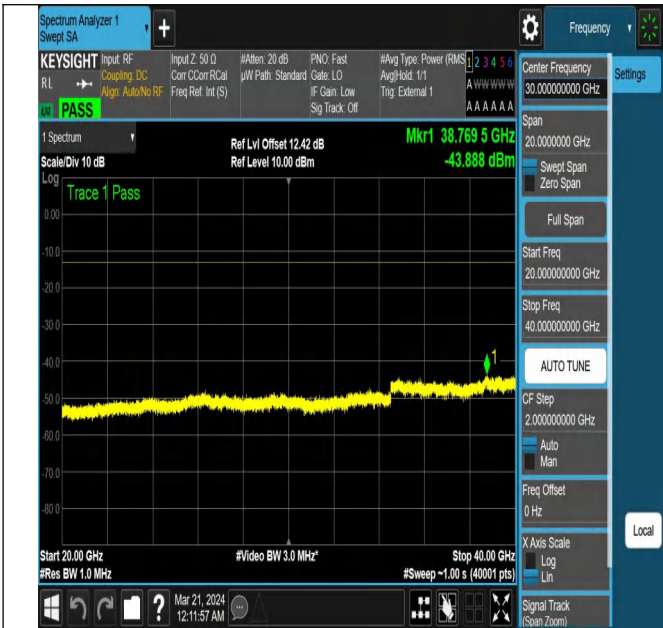 Spectrum Analyzer 1
Swept SA
+
Frequency
KEYSIGHT
Input: RF
Input Z: 50 Ω
#Atten: 20 dB
PNO: Fast
#Avg Type: Power (RMS)
1 2 3 4 5 6
RL
Coupling: DC
Corr CCorr RCal
µW Path: Standard
Gate: LO
Avg|Hold: 1/1
A W W W W W
Align: Auto/No RF
Freq Ref: Int (S)
IF Gain: Low
Trig: External 1
Sig Track: Off
A A A A A A
PASS
1 Spectrum
Ref Lvl Offset 12.42 dB
Mkr1 38.769 5 GHz
Scale/Div 10 dB
Ref Level 10.00 dBm
-43.888 dBm
Log
Trace 1 Pass
0.00
-10.0
-20.0
-30.0
-40.0
-50.0
-60.0
-70.0
-80.0
1
Start 20.00 GHz
#Video BW 3.0 MHz*
Stop 40.00 GHz
#Res BW 1.0 MHz
#Sweep ~1.00 s (40001 pts)
?
Mar 21, 2024
12:11:57 AM
Center Frequency
30.000000000 GHz
Settings
Span
20.0000000 GHz
Swept Span
Zero Span
Full Span
Start Freq
20.000000000 GHz
Stop Freq
40.000000000 GHz
AUTO TUNE
CF Step
2.000000000 GHz
Auto
Man
Freq Offset
0 Hz
X Axis Scale
Log
Lin
Local
Signal Track
(Span Zoom)